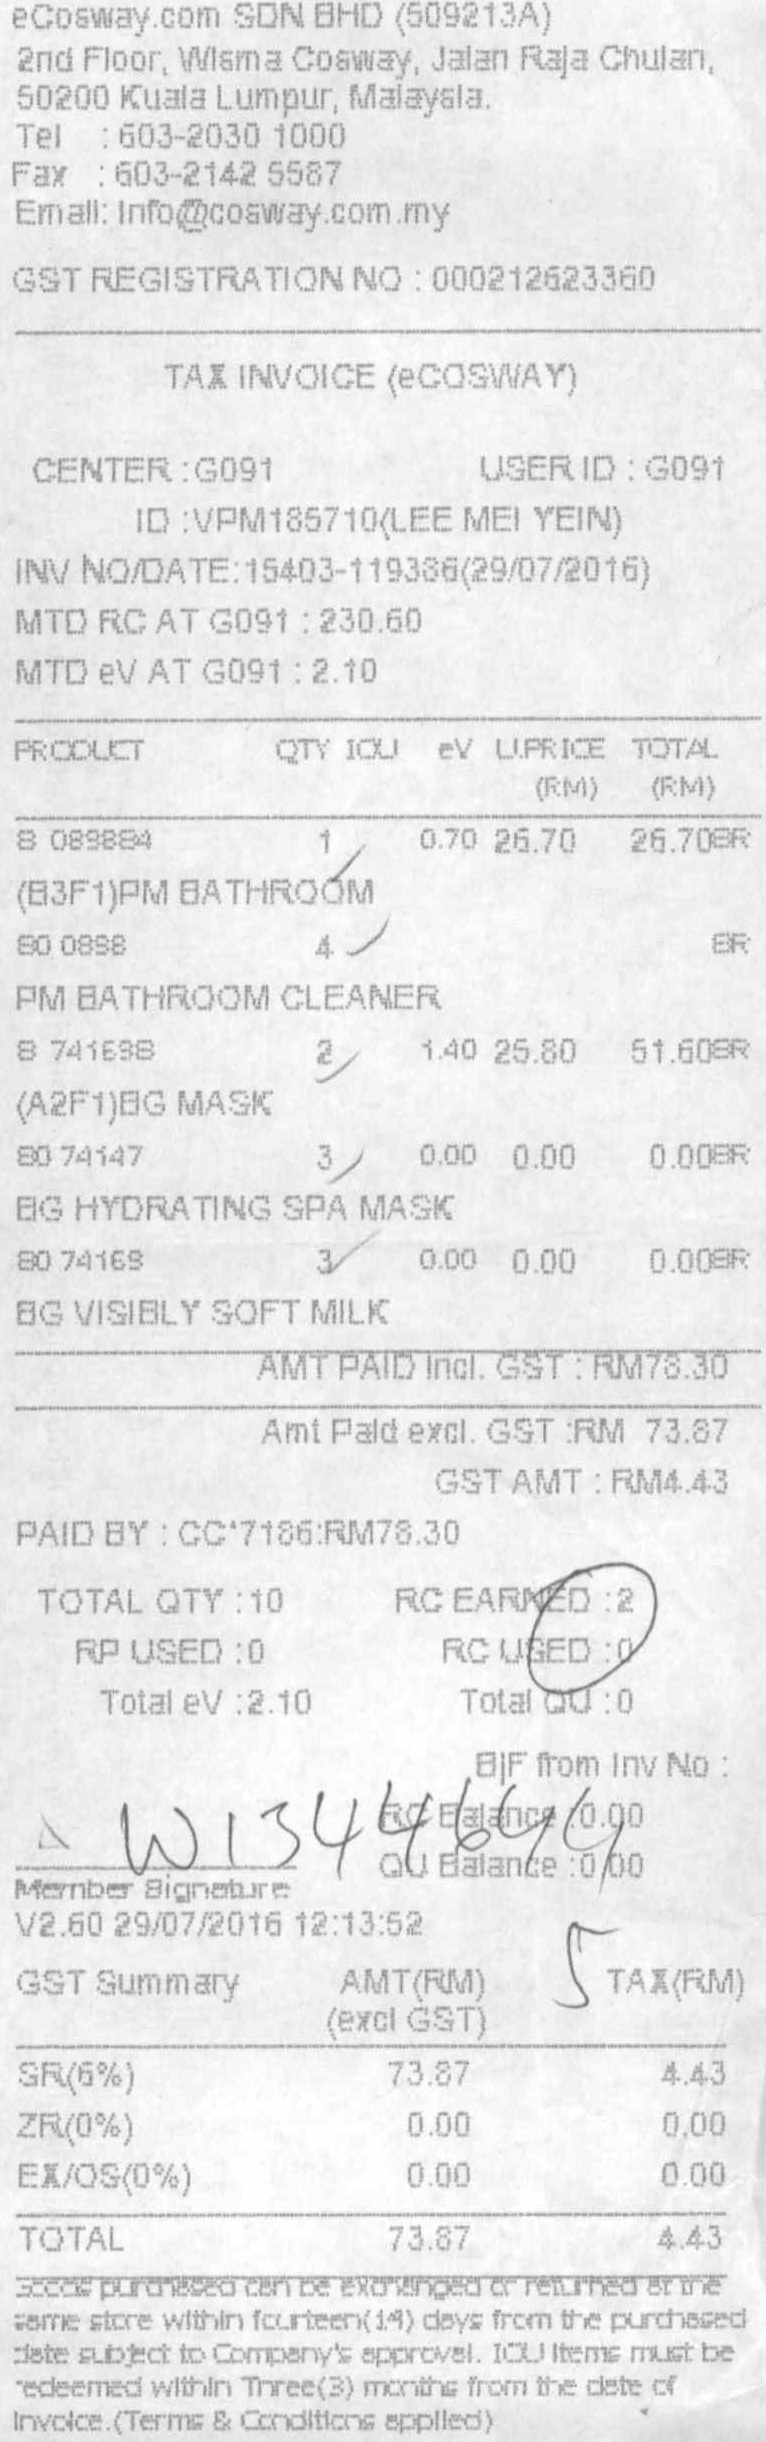 eCosway.com SDN BHD (509213A)
2nd Floor, Wisma Cosway, Jalan Raja Chulan,
50200 Kuala Lumpur, Malaysia.
Tel : 603-2030 1000
Fax : 603-2142 5587
Email: Info@cosway.com.my
GST REGISTRATION NO : 000212623360
TAX INVOICE (eCOSWAY)
CENTER :G091 USER ID : G091
ID :VPM185710(LEE MEI YEIN)
INV NO/DATE:15403-119386(29/07/2016)
MTD RC AT G091 : 230.60
MTD eV AT G091 : 2.10
PRODUCT QTY ICU eV U.PRICE TOTAL
(RM) (RM)
8 089884 1 0.70 26.70 26.70BR
(B3F1)PM BATHROOM
80 0898 4 BR
PM BATHROOM CLEANER
8 741698 2 1.40 25.80 51.60BR
(A2F1)BG MASK
80 74147 3 0.00 0.00 0.00BR
BG HYDRATING SPA MASK
80 74169 3 0.00 0.00 0.00BR
BG VISIBLY SOFT MILK
AMT PAID Incl. GST : RM78.30
Amt Paid excl. GST :RM 73.87
GST AMT : RM4.43
PAID BY : CC*7186:RM78.30
TOTAL QTY :10 RC EARNED :2
RP USED :0 RC USED :0
Total eV :2.10 Total QU :0
B|F from Inv No :
RC Balance :0.00
W13444644
QU Balance :0.00
Member Signature
V2.60 29/07/2016 12:13:52
5
GST Summary AMT(RM) TAX(RM)
(excl GST)
SR(6%) 73.87 4.43
ZR(0%) 0.00 0.00
EX/OS(0%) 0.00 0.00
TOTAL 73.87 4.43
Goods purchased can be exchanged or returned at the
same store within fourteen(14) days from the purchased
date subject to Company's approval. ICU Items must be
redeemed within Three(3) months from the date of
Invoice.(Terms & Conditions applied)